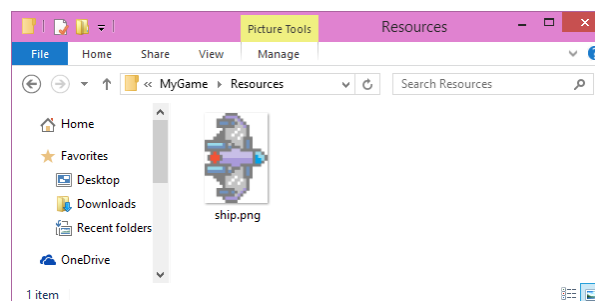 Picture Tools
Resources
File Home Share View Manage
« MyGame Resources
Search Resources
Home
Favorites
Desktop
Downloads
Recent folders
OneDrive
ship.png
1 item